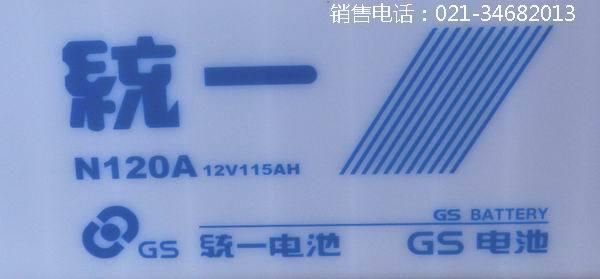 销售电话：021-34682013
統一
N120A 12V115AH
GS BATTERY
GS 統一电池 GS 电池